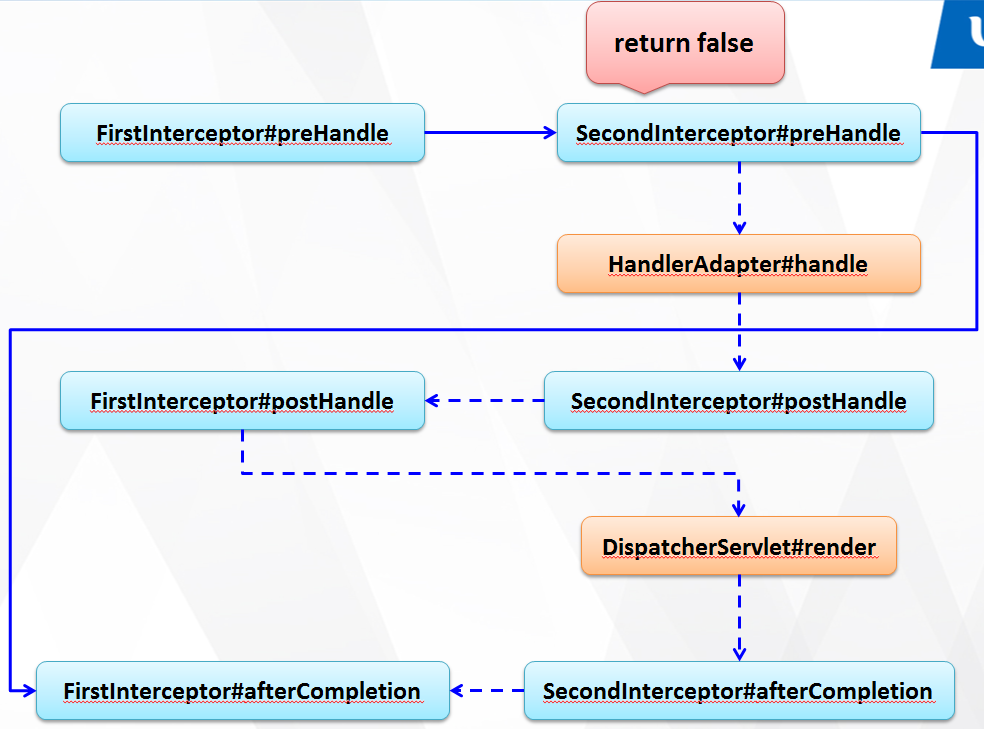 return false
FirstInterceptor#preHandle
SecondInterceptor#preHandle
HandlerAdapter#handle
FirstInterceptor#postHandle
SecondInterceptor#postHandle
DispatcherServlet#render
FirstInterceptor#afterCompletion
SecondInterceptor#afterCompletion